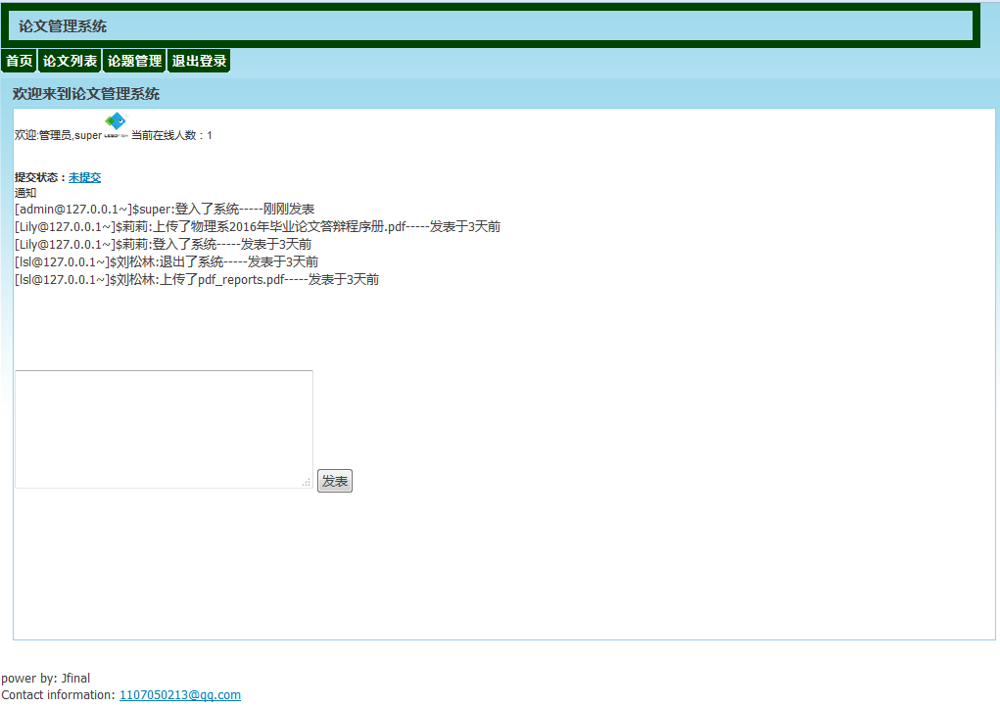 论文管理系统
首页 论文列表 论题管理 退出登录
欢迎来到论文管理系统
欢迎:管理员,super 当前在线人数：1
提交状态：未提交
通知
[admin@127.0.0.1~]$super:登入了系统-----刚刚发表
[Lily@127.0.0.1~]$莉莉:上传了物理系2016年毕业论文答辩程序册.pdf-----发表于3天前
[Lily@127.0.0.1~]$莉莉:登入了系统-----发表于3天前
[lsl@127.0.0.1~]$刘松林:退出了系统-----发表于3天前
[lsl@127.0.0.1~]$刘松林:上传了pdf_reports.pdf-----发表于3天前
发表
power by: Jfinal
Contact information: 1107050213@qq.com